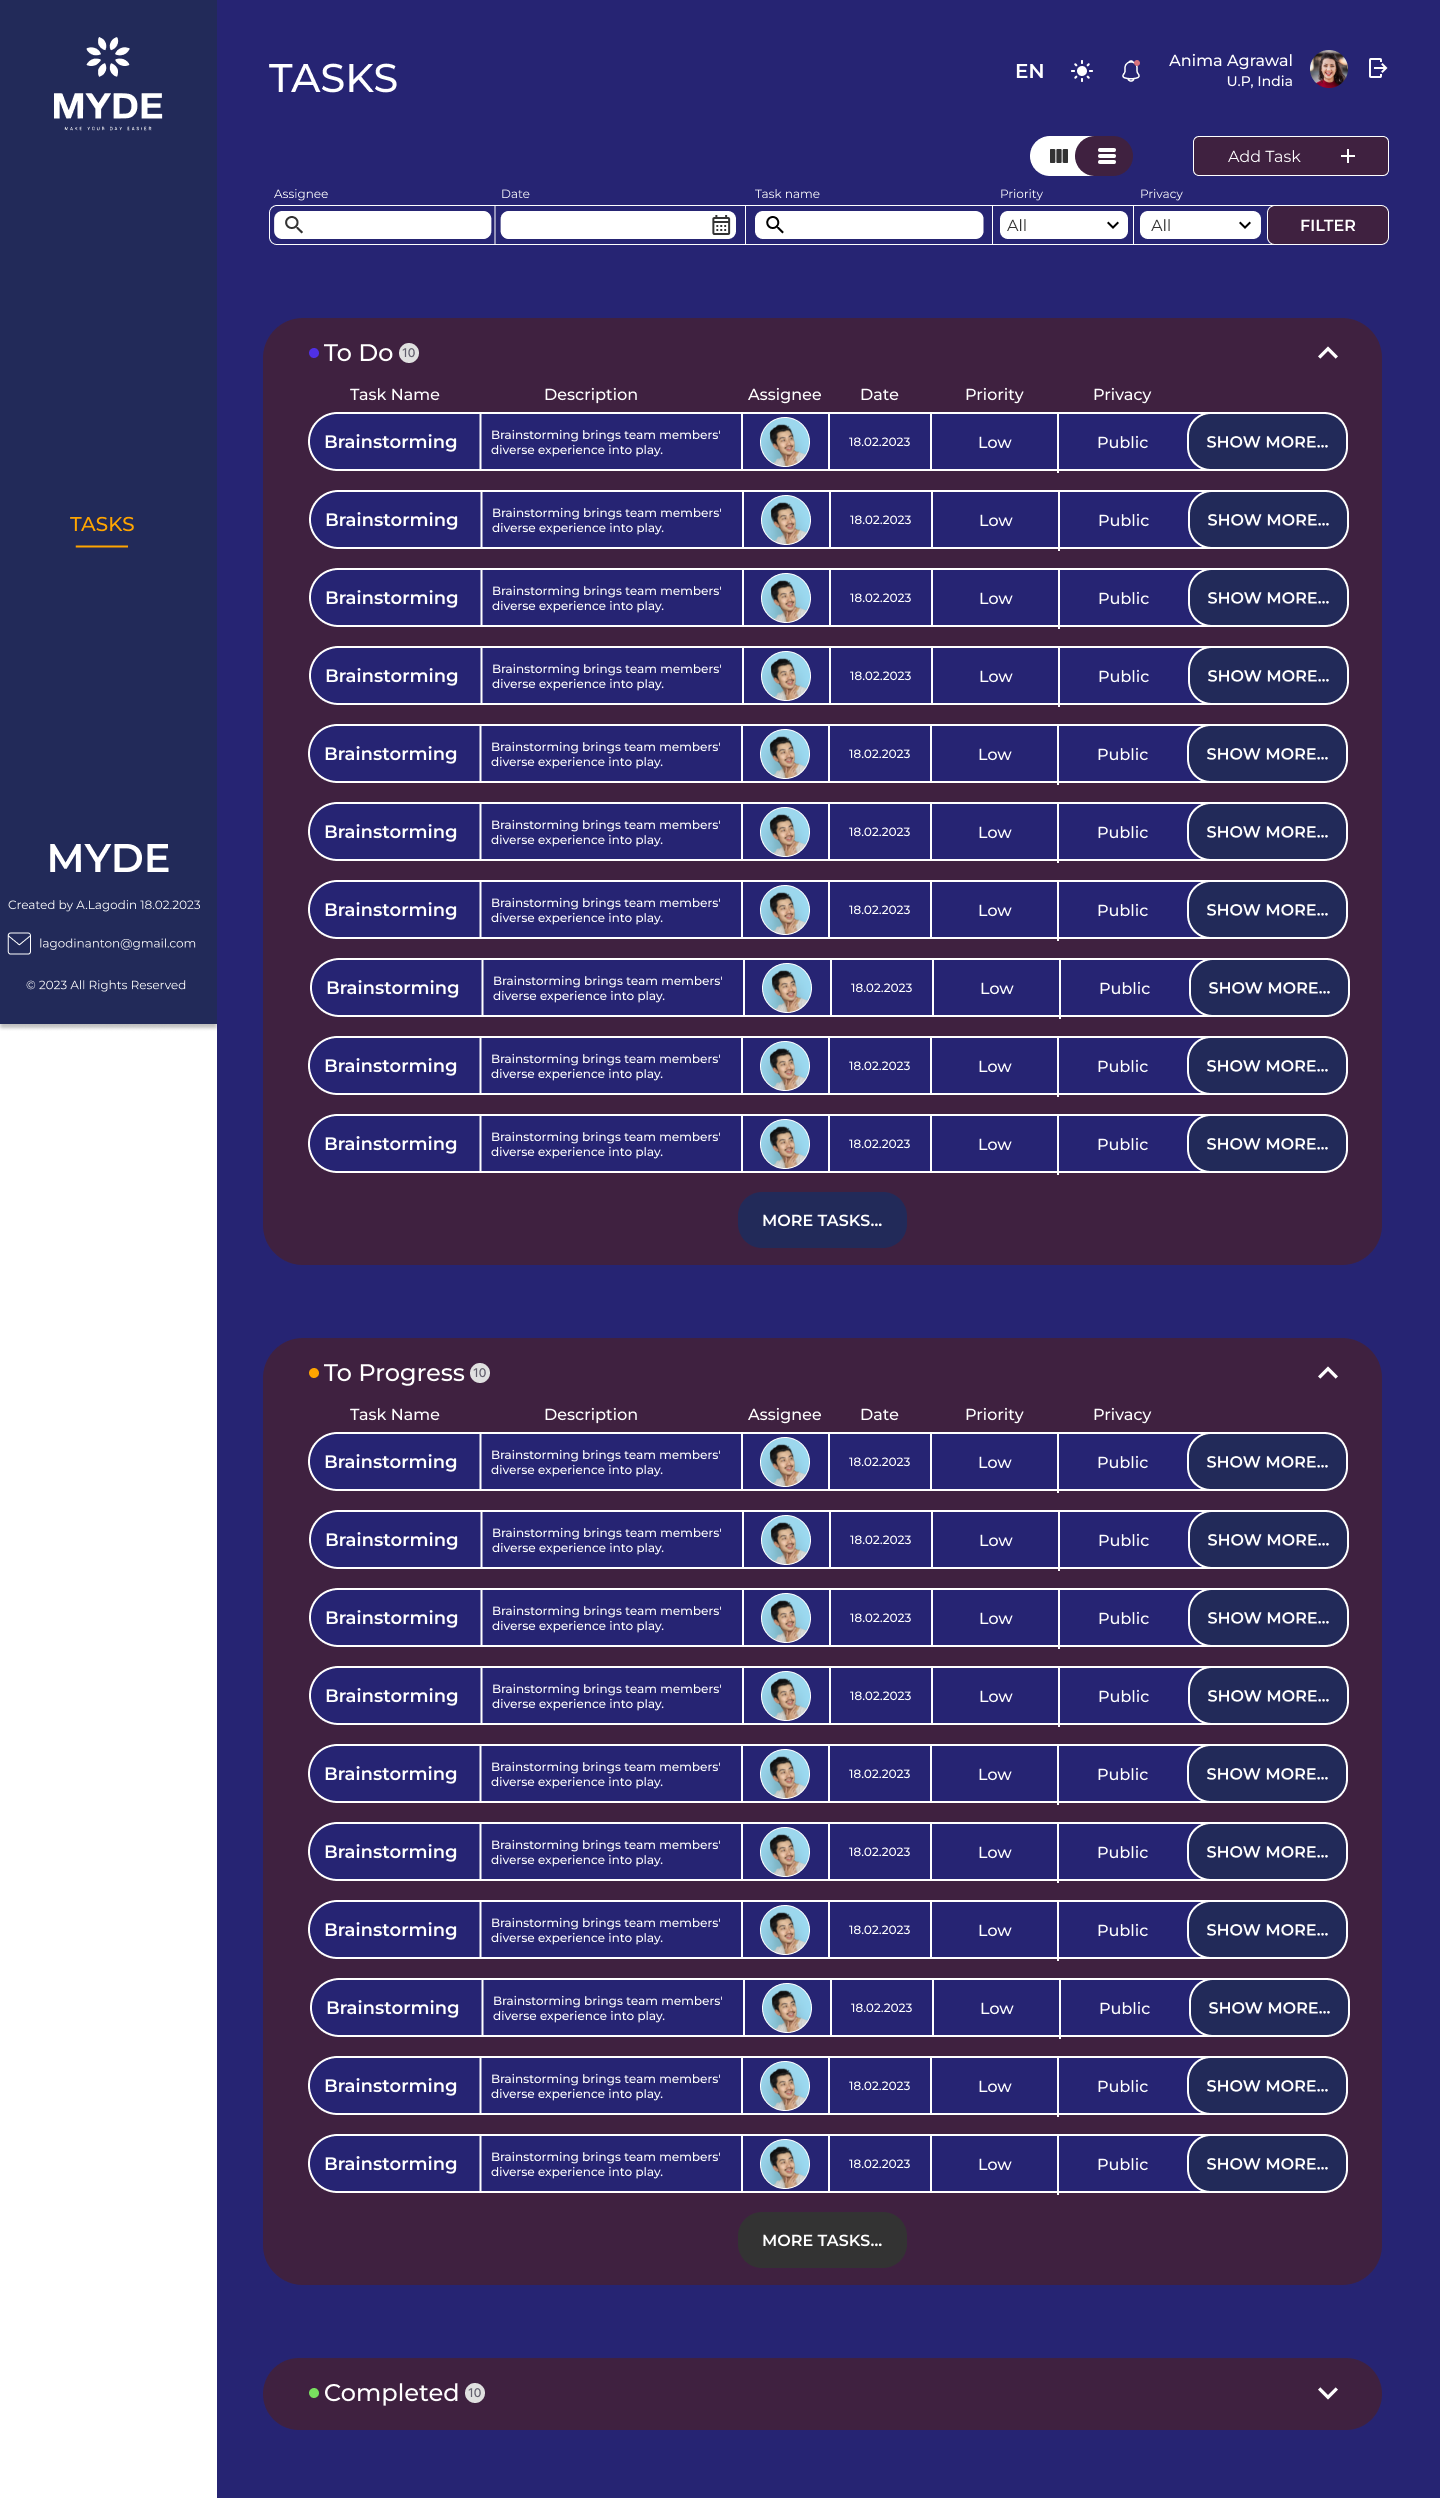 MYDE
MAKE YOUR DAY EASIER
TASKS
MYDE
Created by A.Lagodin 18.02.2023
lagodinanton@gmail.com
© 2023 All Rights Reserved
TASKS
EN
Anima Agrawal
U.P, India
Add Task
Assignee Date Task name Priority Privacy
All All FILTER
To Do 10
Task Name Description Assignee Date Priority Privacy
Brainstorming Brainstorming brings team members' 18.02.2023 Low Public SHOW MORE...
diverse experience into play.
Brainstorming Brainstorming brings team members' 18.02.2023 Low Public SHOW MORE...
diverse experience into play.
Brainstorming Brainstorming brings team members' 18.02.2023 Low Public SHOW MORE...
diverse experience into play.
Brainstorming Brainstorming brings team members' 18.02.2023 Low Public SHOW MORE...
diverse experience into play.
Brainstorming Brainstorming brings team members' 18.02.2023 Low Public SHOW MORE...
diverse experience into play.
Brainstorming Brainstorming brings team members' 18.02.2023 Low Public SHOW MORE...
diverse experience into play.
Brainstorming Brainstorming brings team members' 18.02.2023 Low Public SHOW MORE...
diverse experience into play.
Brainstorming Brainstorming brings team members' 18.02.2023 Low Public SHOW MORE...
diverse experience into play.
Brainstorming Brainstorming brings team members' 18.02.2023 Low Public SHOW MORE...
diverse experience into play.
Brainstorming Brainstorming brings team members' 18.02.2023 Low Public SHOW MORE...
diverse experience into play.
MORE TASKS...
To Progress 10
Task Name Description Assignee Date Priority Privacy
Brainstorming Brainstorming brings team members' 18.02.2023 Low Public SHOW MORE...
diverse experience into play.
Brainstorming Brainstorming brings team members' 18.02.2023 Low Public SHOW MORE...
diverse experience into play.
Brainstorming Brainstorming brings team members' 18.02.2023 Low Public SHOW MORE...
diverse experience into play.
Brainstorming Brainstorming brings team members' 18.02.2023 Low Public SHOW MORE...
diverse experience into play.
Brainstorming Brainstorming brings team members' 18.02.2023 Low Public SHOW MORE...
diverse experience into play.
Brainstorming Brainstorming brings team members' 18.02.2023 Low Public SHOW MORE...
diverse experience into play.
Brainstorming Brainstorming brings team members' 18.02.2023 Low Public SHOW MORE...
diverse experience into play.
Brainstorming Brainstorming brings team members' 18.02.2023 Low Public SHOW MORE...
diverse experience into play.
Brainstorming Brainstorming brings team members' 18.02.2023 Low Public SHOW MORE...
diverse experience into play.
Brainstorming Brainstorming brings team members' 18.02.2023 Low Public SHOW MORE...
diverse experience into play.
MORE TASKS...
Completed 10